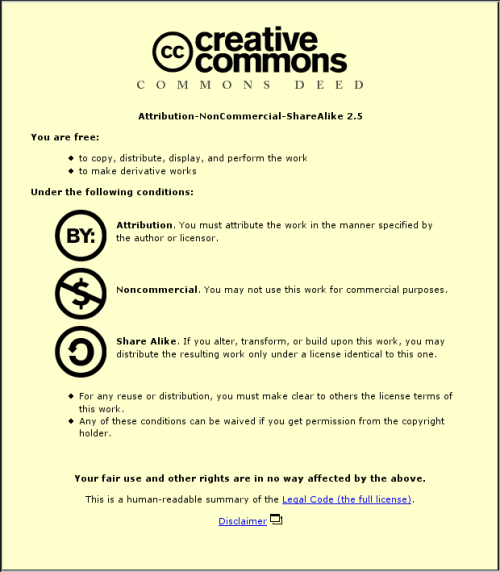 cc creative
commons
COMMONS DEED
Attribution-NonCommercial-ShareAlike 2.5
You are free:
to copy, distribute, display, and perform the work
to make derivative works
Under the following conditions:
BY:
Attribution. You must attribute the work in the manner specified by
the author or licensor.
$
Noncommercial. You may not use this work for commercial purposes.
Share Alike. If you alter, transform, or build upon this work, you may
distribute the resulting work only under a license identical to this one.
For any reuse or distribution, you must make clear to others the license terms of
this work.
Any of these conditions can be waived if you get permission from the copyright
holder.
Your fair use and other rights are in no way affected by the above.
This is a human-readable summary of the Legal Code (the full license).
Disclaimer